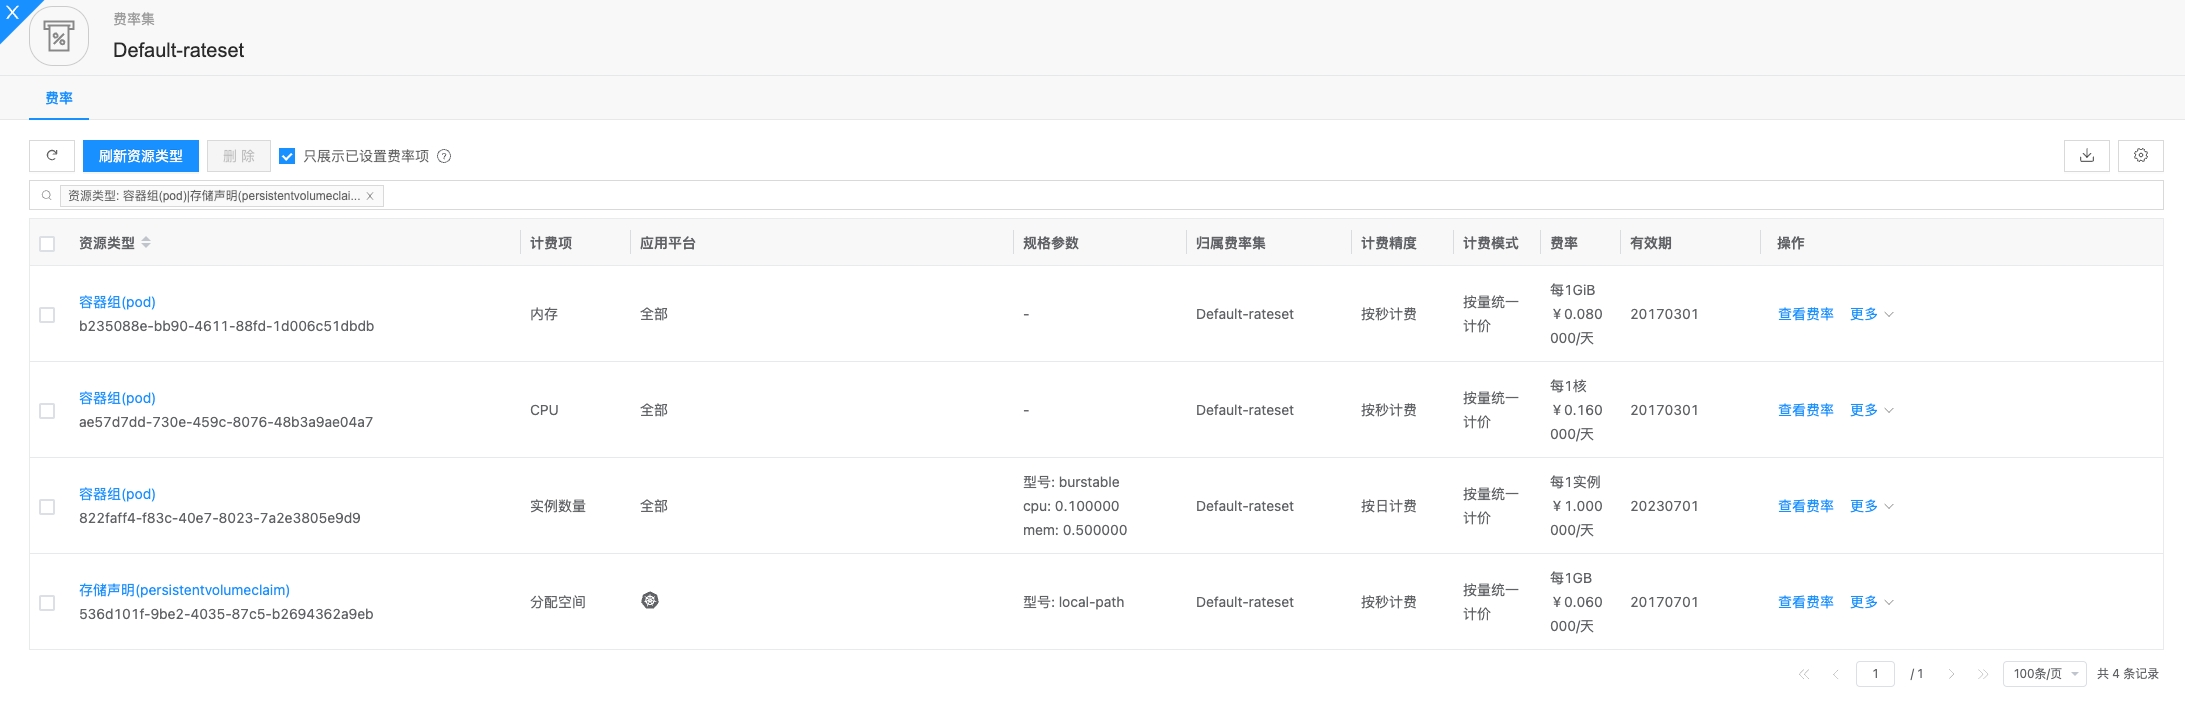 费率集
Default-rateset
费率
刷新资源类型 删 除 只展示已设置费率项
资源类型: 容器组(pod)|存储声明(persistentvolumeclai...
资源类型 计费项 应用平台 规格参数 归属费率集 计费精度 计费模式 费率 有效期 操作
容器组(pod)
b235088e-bb90-4611-88fd-1d006c51dbdb
内存 全部 - Default-rateset 按秒计费
按量统一
计价
每1GiB
￥0.080
000/天
20170301 查看费率 更多
容器组(pod)
ae57d7dd-730e-459c-8076-48b3a9ae04a7
CPU 全部 - Default-rateset 按秒计费
按量统一
计价
每1核
￥0.160
000/天
20170301 查看费率 更多
容器组(pod)
822faff4-f83c-40e7-8023-7a2e3805e9d9
实例数量 全部
型号: burstable
cpu: 0.100000
mem: 0.500000
Default-rateset 按日计费
按量统一
计价
每1实例
￥1.000
000/天
20230701 查看费率 更多
存储声明(persistentvolumeclaim)
536d101f-9be2-4035-87c5-b2694362a9eb
分配空间 型号: local-path Default-rateset 按秒计费
按量统一
计价
每1GB
￥0.060
000/天
20170701 查看费率 更多
1 / 1 100条/页 共 4 条记录